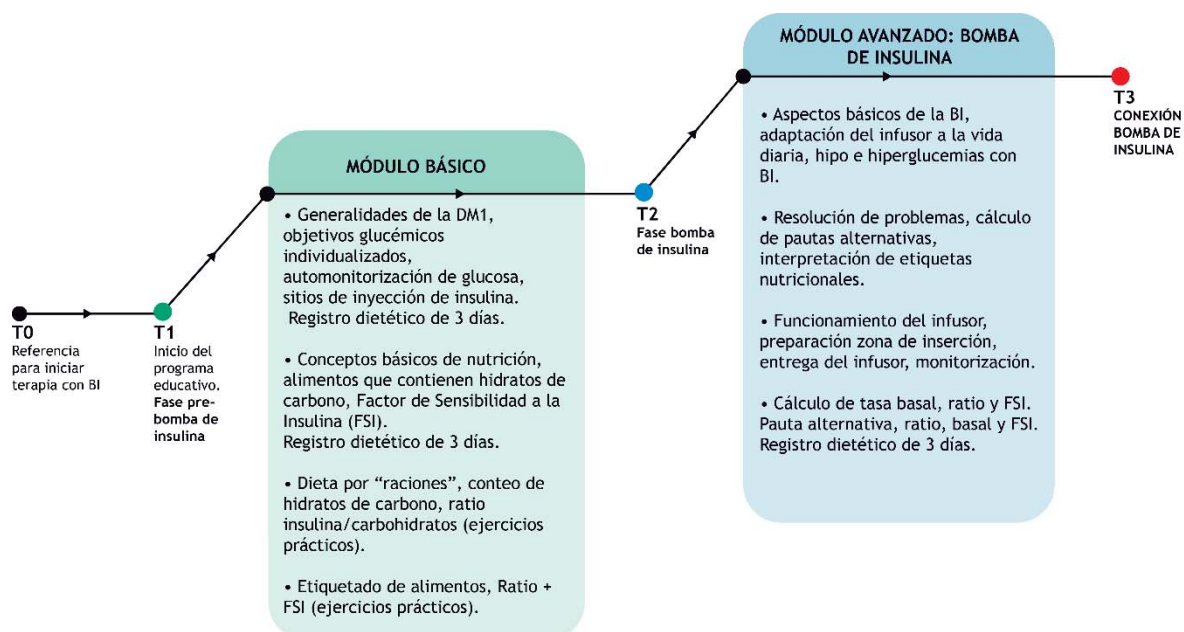 T0
Referencia
para iniciar
terapia con BI
T1
Inicio del
programa
educativo.
Fase pre-
bomba de
insulina
MÓDULO BÁSICO
• Generalidades de la DM1,
objetivos glucémicos
individualizados,
automonitorización de glucosa,
sitios de inyección de insulina.
Registro dietético de 3 días.
• Conceptos básicos de nutrición,
alimentos que contienen hidratos de
carbono, Factor de Sensibilidad a la
Insulina (FSI).
Registro dietético de 3 días.
• Dieta por “raciones”, conteo de
hidratos de carbono, ratio
insulina/carbohidratos (ejercicios
prácticos).
• Etiquetado de alimentos, Ratio +
FSI (ejercicios prácticos).
T2
Fase bomba
de insulina
MÓDULO AVANZADO: BOMBA
DE INSULINA
• Aspectos básicos de la BI,
adaptación del infusor a la vida
diaria, hipo e hiperglucemias con
BI.
• Resolución de problemas, cálculo
de pautas alternativas,
interpretación de etiquetas
nutricionales.
• Funcionamiento del infusor,
preparación zona de inserción,
entrega del infusor, monitorización.
• Cálculo de tasa basal, ratio y FSI.
Pauta alternativa, ratio, basal y FSI.
Registro dietético de 3 días.
T3
CONEXIÓN
BOMBA DE
INSULINA